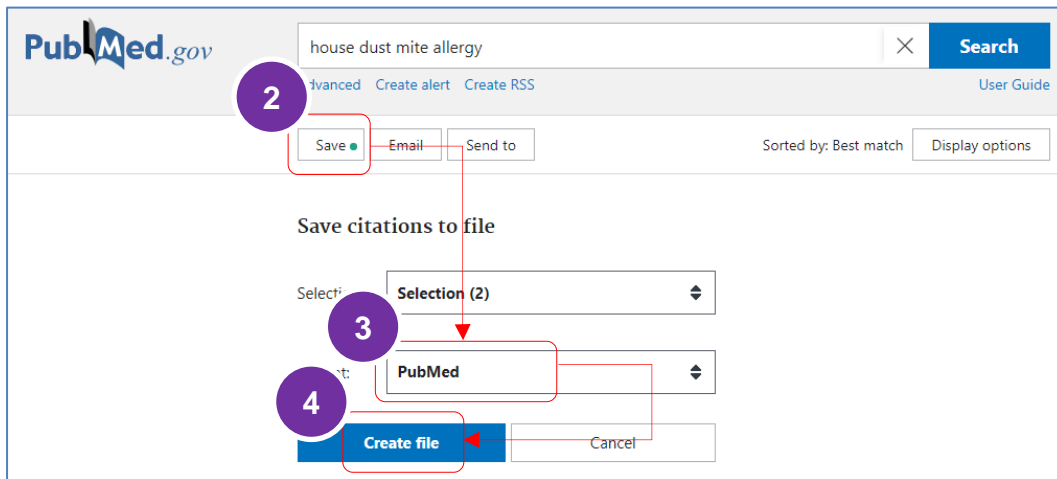 PubMed.gov
house dust mite allergy
Search
dvanced Create alert Create RSS
User Guide
2
Save Email Send to
Sorted by: Best match Display options
Save citations to file
Selection (2)
3
PubMed
4
Create file
Cancel